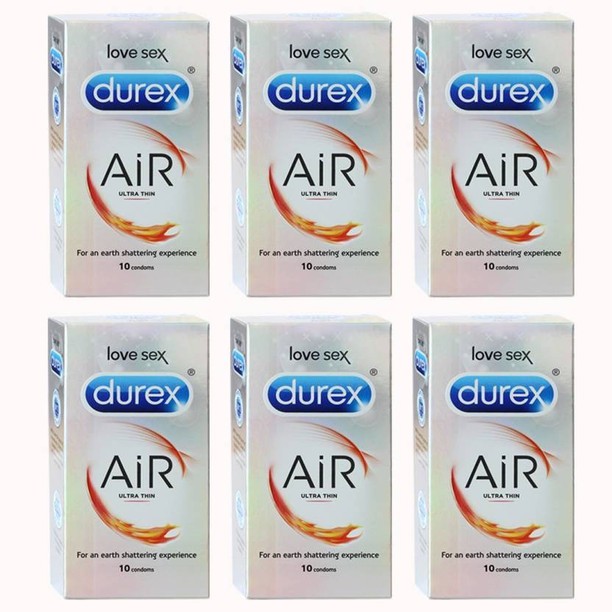 love sex
durex®
AiR
ULTRA THIN
For an earth shattering experience
10 condoms
love sex
durex®
AiR
ULTRA THIN
For an earth shattering experience
10 condoms
love sex
durex®
AiR
ULTRA THIN
For an earth shattering experience
10 condoms
love sex
durex®
AiR
ULTRA THIN
For an earth shattering experience
10 condoms
love sex
durex®
AiR
ULTRA THIN
For an earth shattering experience
10 condoms
love sex
durex®
AiR
ULTRA THIN
For an earth shattering experience
10 condoms